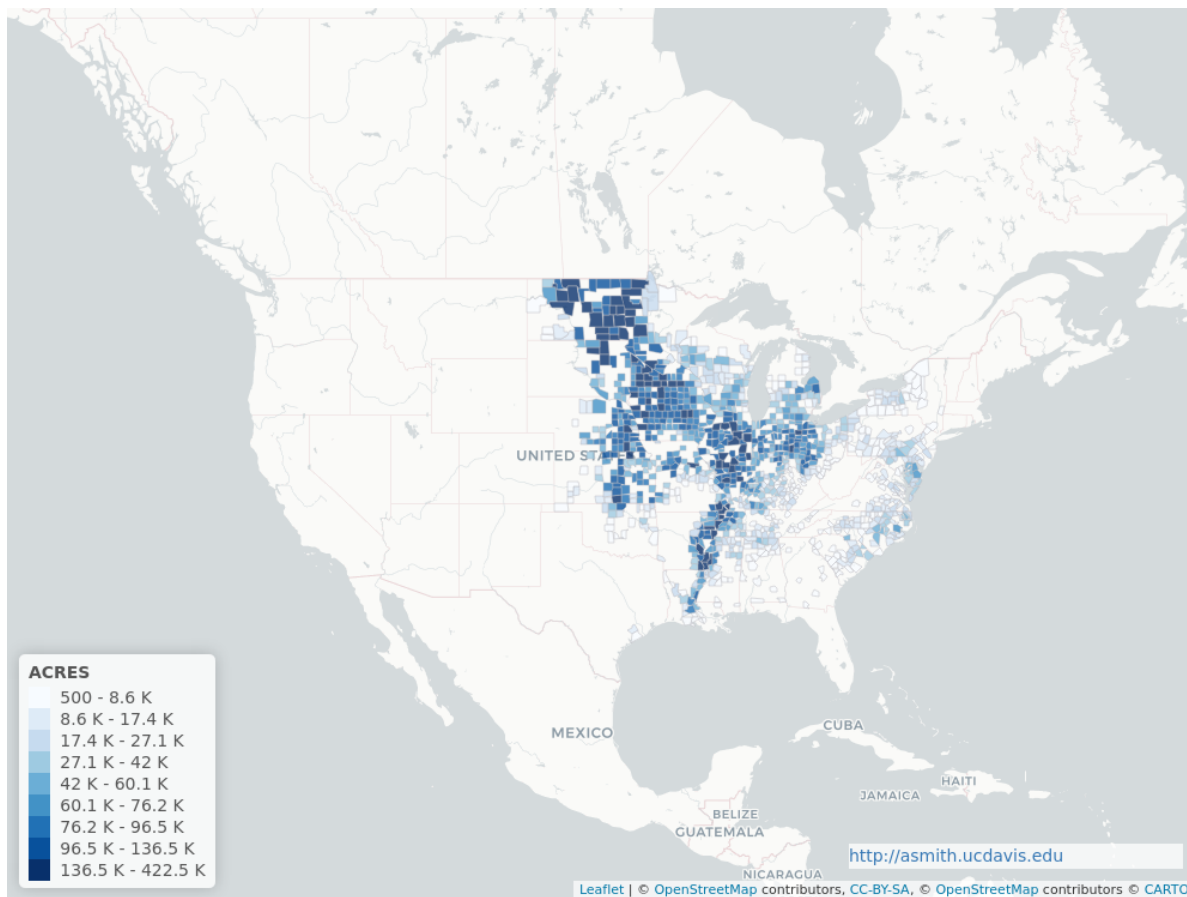 UNITED STA
MEXICO
CUBA
HAITI
JAMAICA
BELIZE
GUATEMALA
NICARAGUA
ACRES
500 - 8.6 K
8.6 K - 17.4 K
17.4 K - 27.1 K
27.1 K - 42 K
42 K - 60.1 K
60.1 K - 76.2 K
76.2 K - 96.5 K
96.5 K - 136.5 K
136.5 K - 422.5 K
http://asmith.ucdavis.edu
Leaflet | © OpenStreetMap contributors, CC-BY-SA, © OpenStreetMap contributors © CARTO